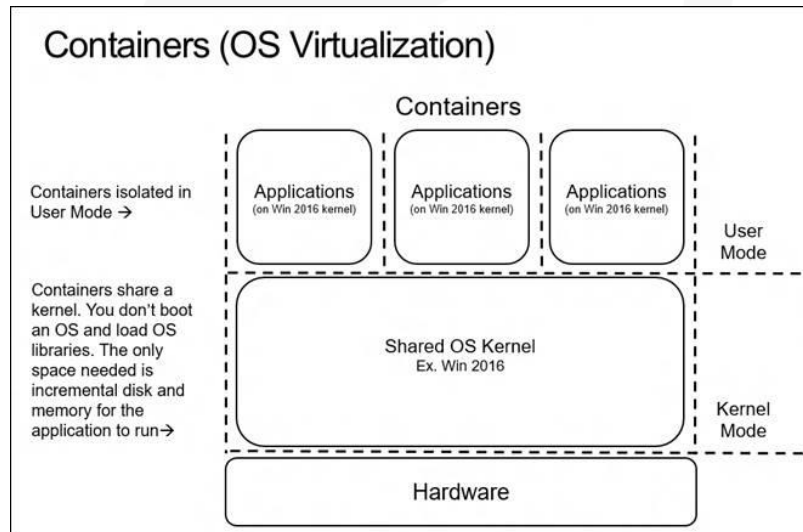 Containers (OS Virtualization)
Containers
Containers isolated in
User Mode →
Applications
(on Win 2016 kernel)
Applications
(on Win 2016 kernel)
Applications
(on Win 2016 kernel)
User
Mode
Containers share a
kernel. You don't boot
an OS and load OS
libraries. The only
space needed is
incremental disk and
memory for the
application to run→
Shared OS Kernel
Ex. Win 2016
Kernel
Mode
Hardware